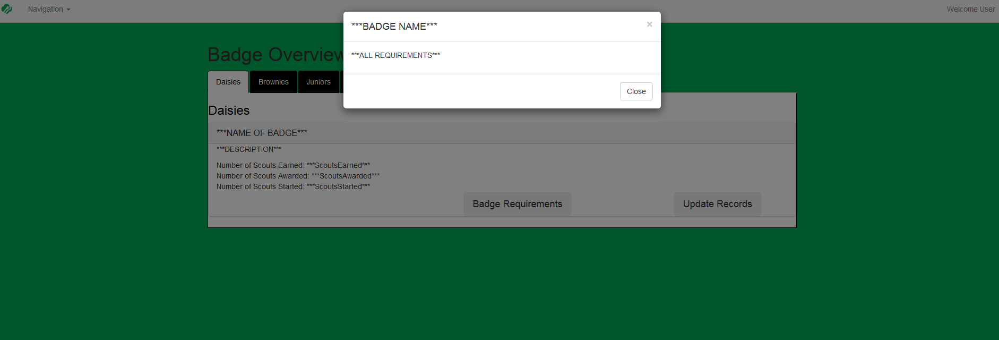 Navigation
Welcome User
***BADGE NAME***
×
***ALL REQUIREMENTS***
Close
Badge Overview
Daisies
Brownies
Juniors
Daisies
***NAME OF BADGE***
***DESCRIPTION***
Number of Scouts Earned: ***ScoutsEarned***
Number of Scouts Awarded: ***ScoutsAwarded***
Number of Scouts Started: ***ScoutsStarted***
Badge Requirements
Update Records